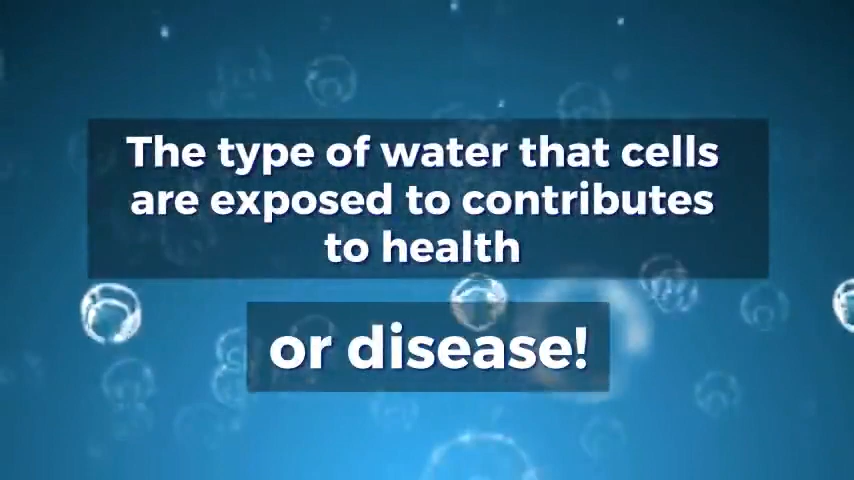 The type of water that cells
are exposed to contributes
to health
or disease!